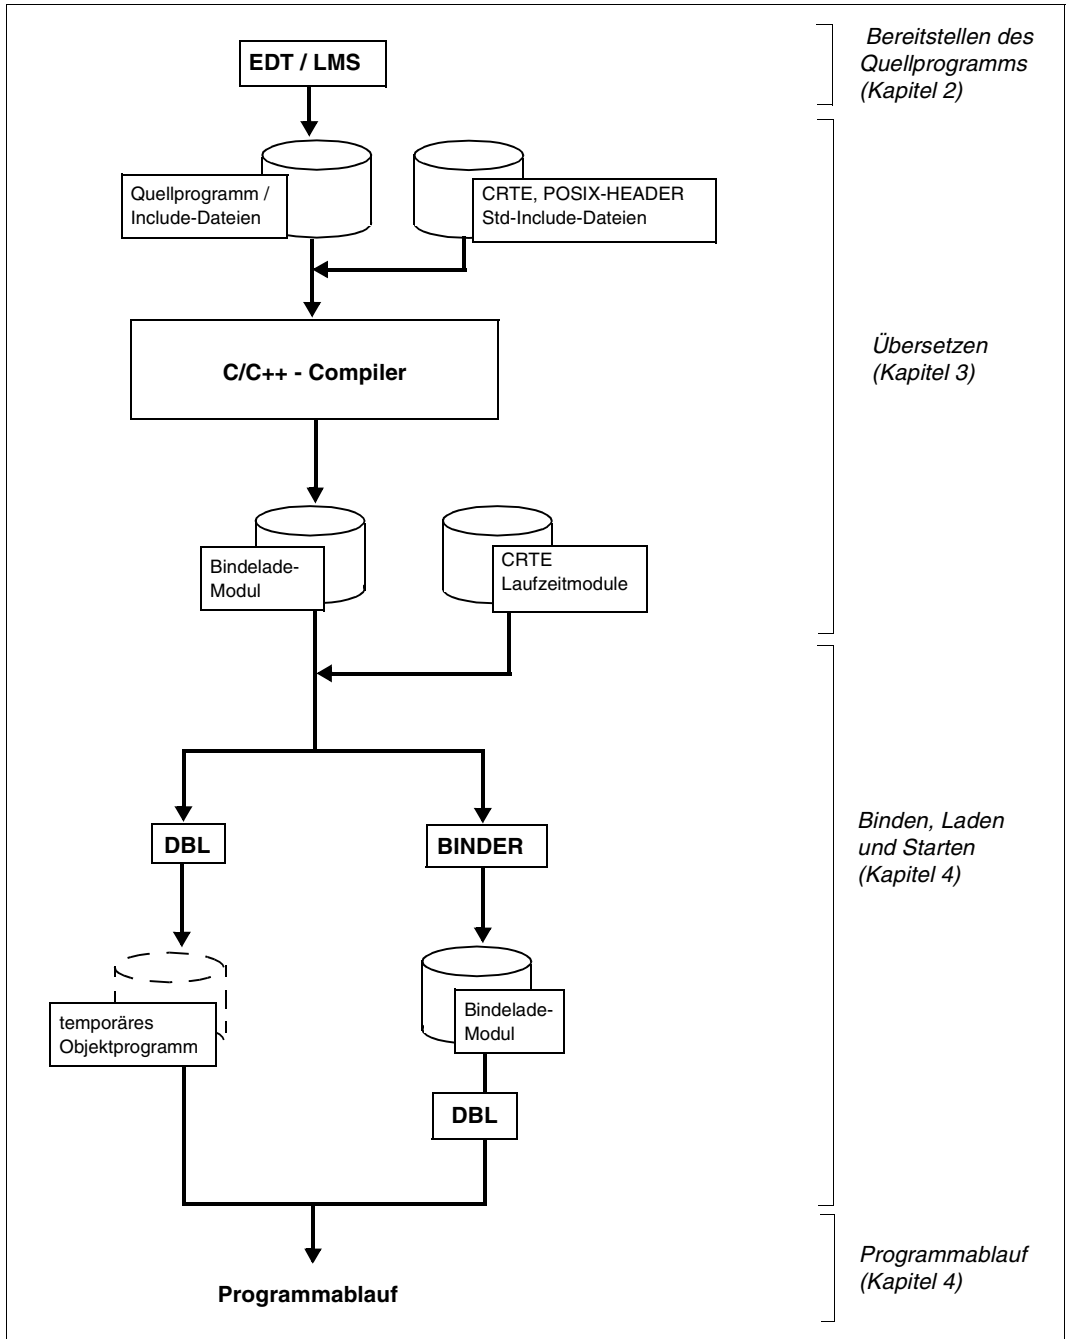 EDT / LMS
Bereitstellen des
Quellprogramms
(Kapitel 2)
Quellprogramm /
Include-Dateien
CRTE, POSIX-HEADER
Std-Include-Dateien
C/C++ - Compiler
Übersetzen
(Kapitel 3)
Bindelade-
Modul
CRTE
Laufzeitmodule
DBL
BINDER
Binden, Laden
und Starten
(Kapitel 4)
temporäres
Objektprogramm
Bindelade-
Modul
DBL
Programmablauf
Programmablauf
(Kapitel 4)